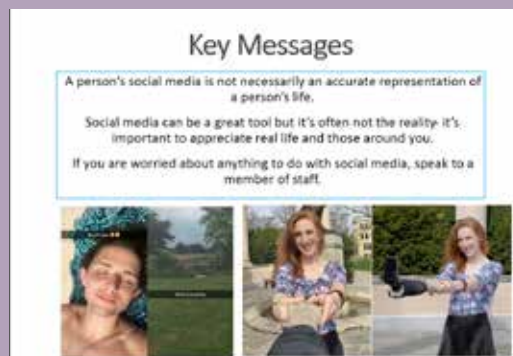 Key Messages
A person's social media is not necessarily an accurate representation of
a person's life.
Social media can be a great tool but it's often not the reality- it's
important to appreciate real life and those around you.
If you are worried about anything to do with social media, speak to a
member of staff.